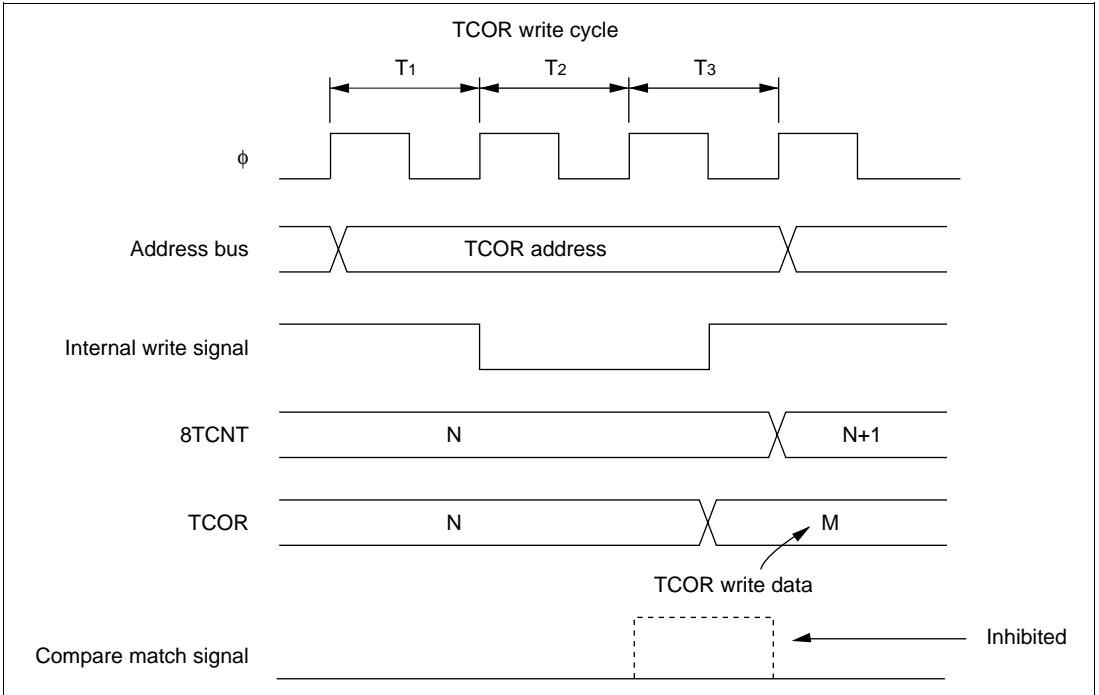 TCOR write cycle
T1 T2 T3
φ
Address bus TCOR address
Internal write signal
8TCNT N N+1
TCOR N M
TCOR write data
Compare match signal Inhibited